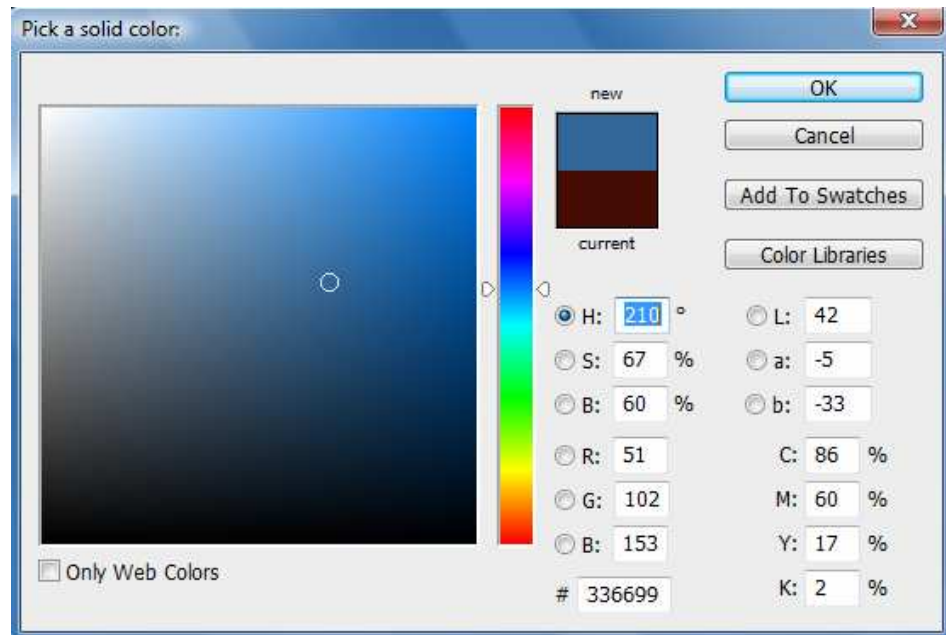 Pick a solid color:
new
current
OK
Cancel
Add To Swatches
Color Libraries
H: 210 °
S: 67 %
B: 60 %
R: 51
G: 102
B: 153
# 336699
L: 42
a: -5
b: -33
C: 86 %
M: 60 %
Y: 17 %
K: 2 %
Only Web Colors